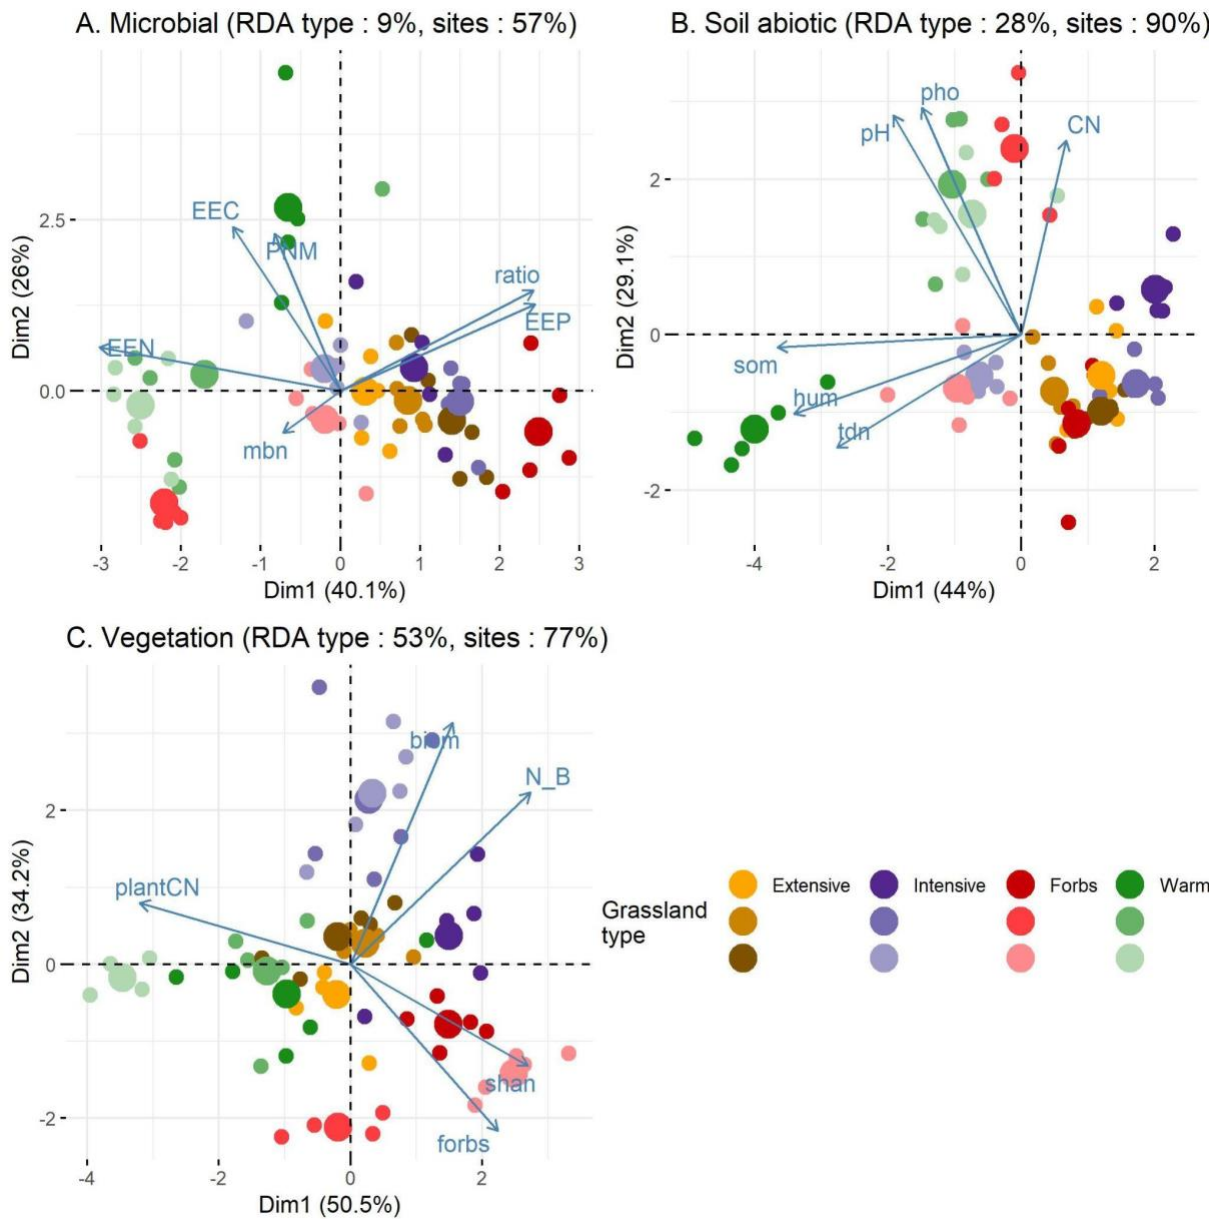 A. Microbial (RDA type : 9%, sites : 57%)
Dim2 (26%)
2.5
0.0
EEC
PNM
ratio
EEP
EEN
mbn
-3
-2
-1
0
1
2
3
Dim1 (40.1%)
B. Soil abiotic (RDA type : 28%, sites : 90%)
Dim2 (29.1%)
2
0
-2
pho
pH
CN
som
hum
tdn
-4
-2
0
2
Dim1 (44%)
C. Vegetation (RDA type : 53%, sites : 77%)
Dim2 (34.2%)
2
0
-2
biom
N_B
plantCN
shan
forbs
-4
-2
0
2
Dim1 (50.5%)
Grassland
type
Extensive
Intensive
Forbs
Warm